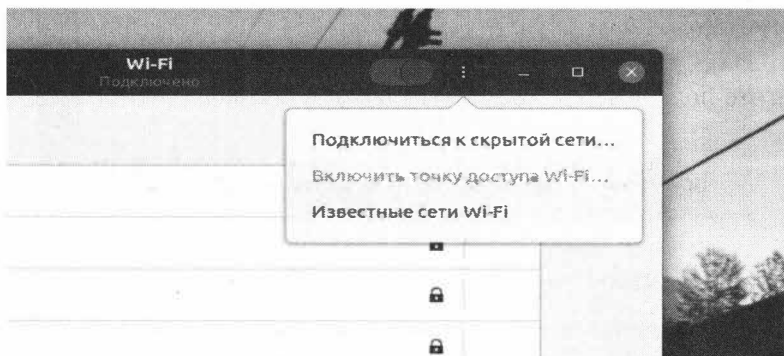 Wi-Fi
Подключено
Подключиться к скрытой сети...
Включить точку доступа Wi-Fi...
Известные сети Wi-Fi